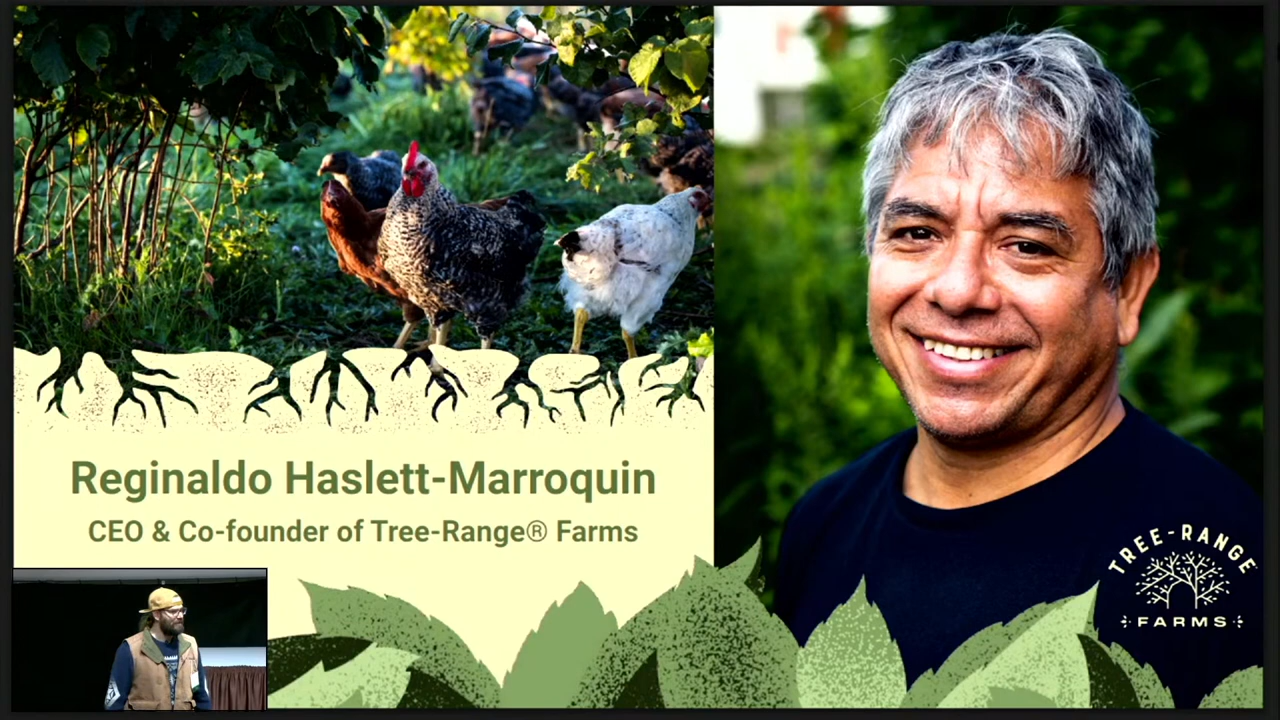 Reginaldo Haslett-Marroquin
CEO & Co-founder of Tree-Range® Farms
TREE-RANGE
FARMS